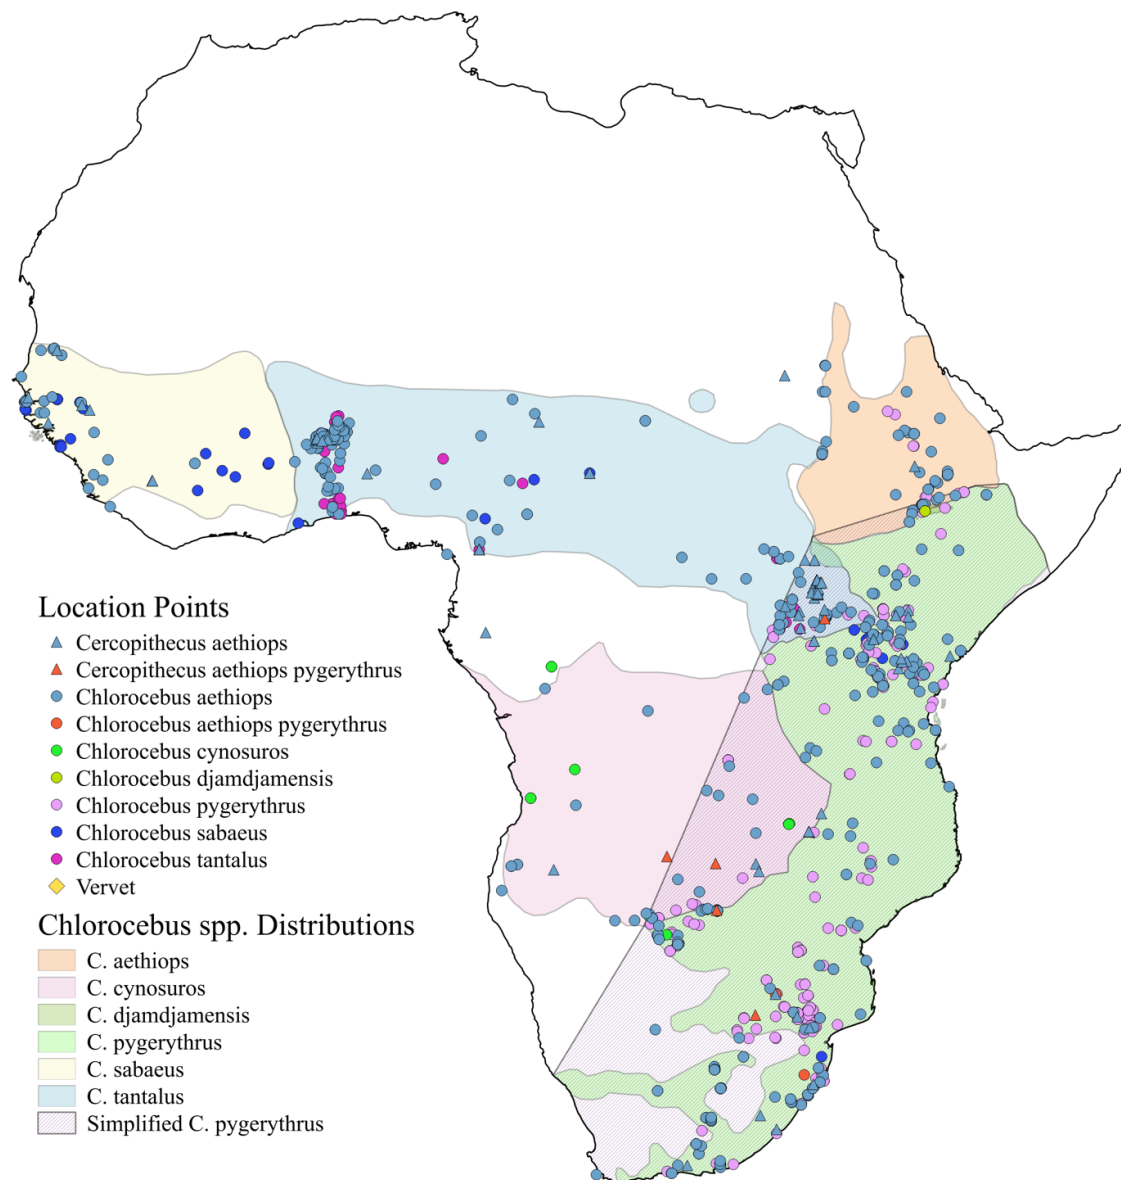 Location Points
Cercopithecus aethiops
Cercopithecus aethiops pygerythrus
Chlorocebus aethiops
Chlorocebus aethiops pygerythrus
Chlorocebus cynosuros
Chlorocebus djamdjamensis
Chlorocebus pygerythrus
Chlorocebus sabaeus
Chlorocebus tantalus
Vervet
Chlorocebus spp. Distributions
C. aethiops
C. cynosuros
C. djamdjamensis
C. pygerythrus
C. sabaeus
C. tantalus
Simplified C. pygerythrus